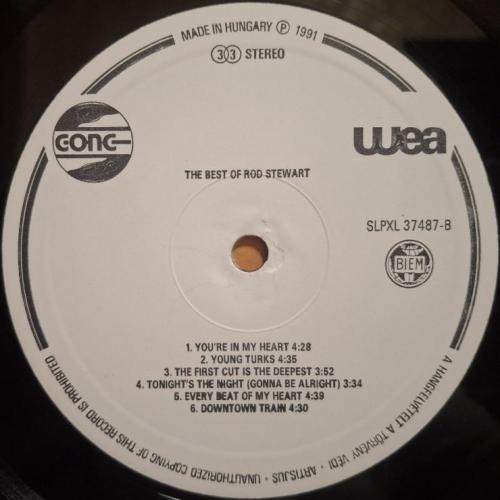 MADE IN HUNGARY Ⓟ 1991
33 STEREO
GONG
wea
THE BEST OF ROD STEWART
SLPXL 37487-B
BIEM
1. YOU'RE IN MY HEART 4:28
2. YOUNG TURKS 4:35
3. THE FIRST CUT IS THE DEEPEST 3:52
4. TONIGHT'S THE NIGHT (GONNA BE ALRIGHT) 3:34
5. EVERY BEAT OF MY HEART 4:39
6. DOWNTOWN TRAIN 4:30
A HANGFELVÉTELT A TÖRVÉNY VÉDI · ARTISJUS · UNAUTHORIZED COPYING OF THIS RECORD IS PROHIBITED